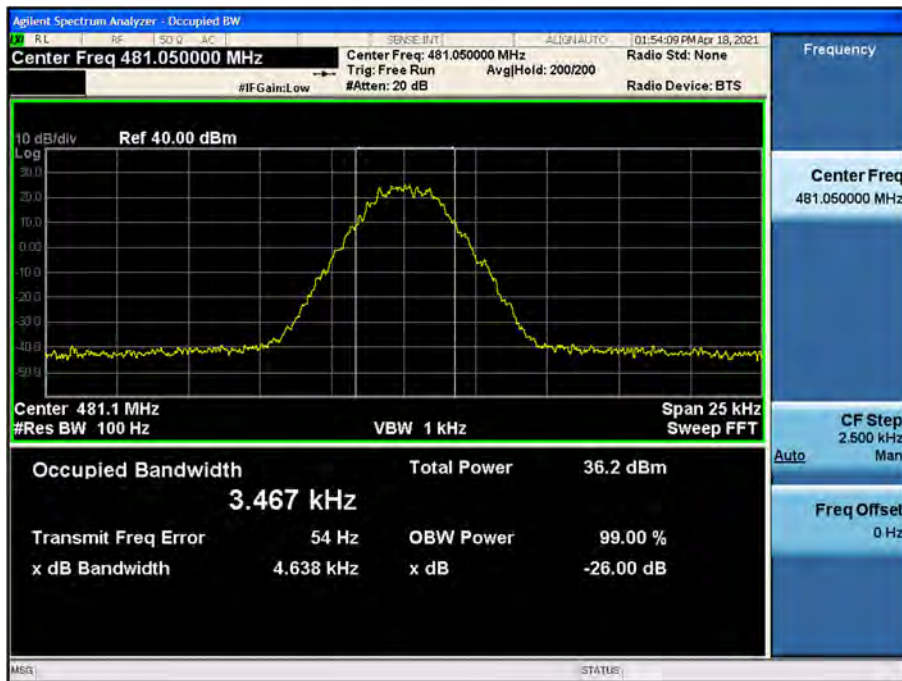 Agilent Spectrum Analyzer - Occupied BW
LXI RL RF 50 Ω AC SENSE:INT ALIGNAUTO 01:54:09 PM Apr 18, 2021
Center Freq 481.050000 MHz
Center Freq: 481.050000 MHz
Radio Std: None
Trig: Free Run Avg|Hold: 200/200
#IFGain:Low #Atten: 20 dB Radio Device: BTS
10 dB/div Ref 40.00 dBm
Log
30.0
20.0
10.0
0.00
-10.0
-20.0
-30.0
-40.0
-50.0
Center 481.1 MHz Span 25 kHz
#Res BW 100 Hz VBW 1 kHz Sweep FFT
Occupied Bandwidth Total Power 36.2 dBm
3.467 kHz
Transmit Freq Error 54 Hz OBW Power 99.00 %
x dB Bandwidth 4.638 kHz x dB -26.00 dB
Frequency
Center Freq
481.050000 MHz
CF Step
2.500 kHz
Auto Man
Freq Offset
0 Hz
MSG STATUS